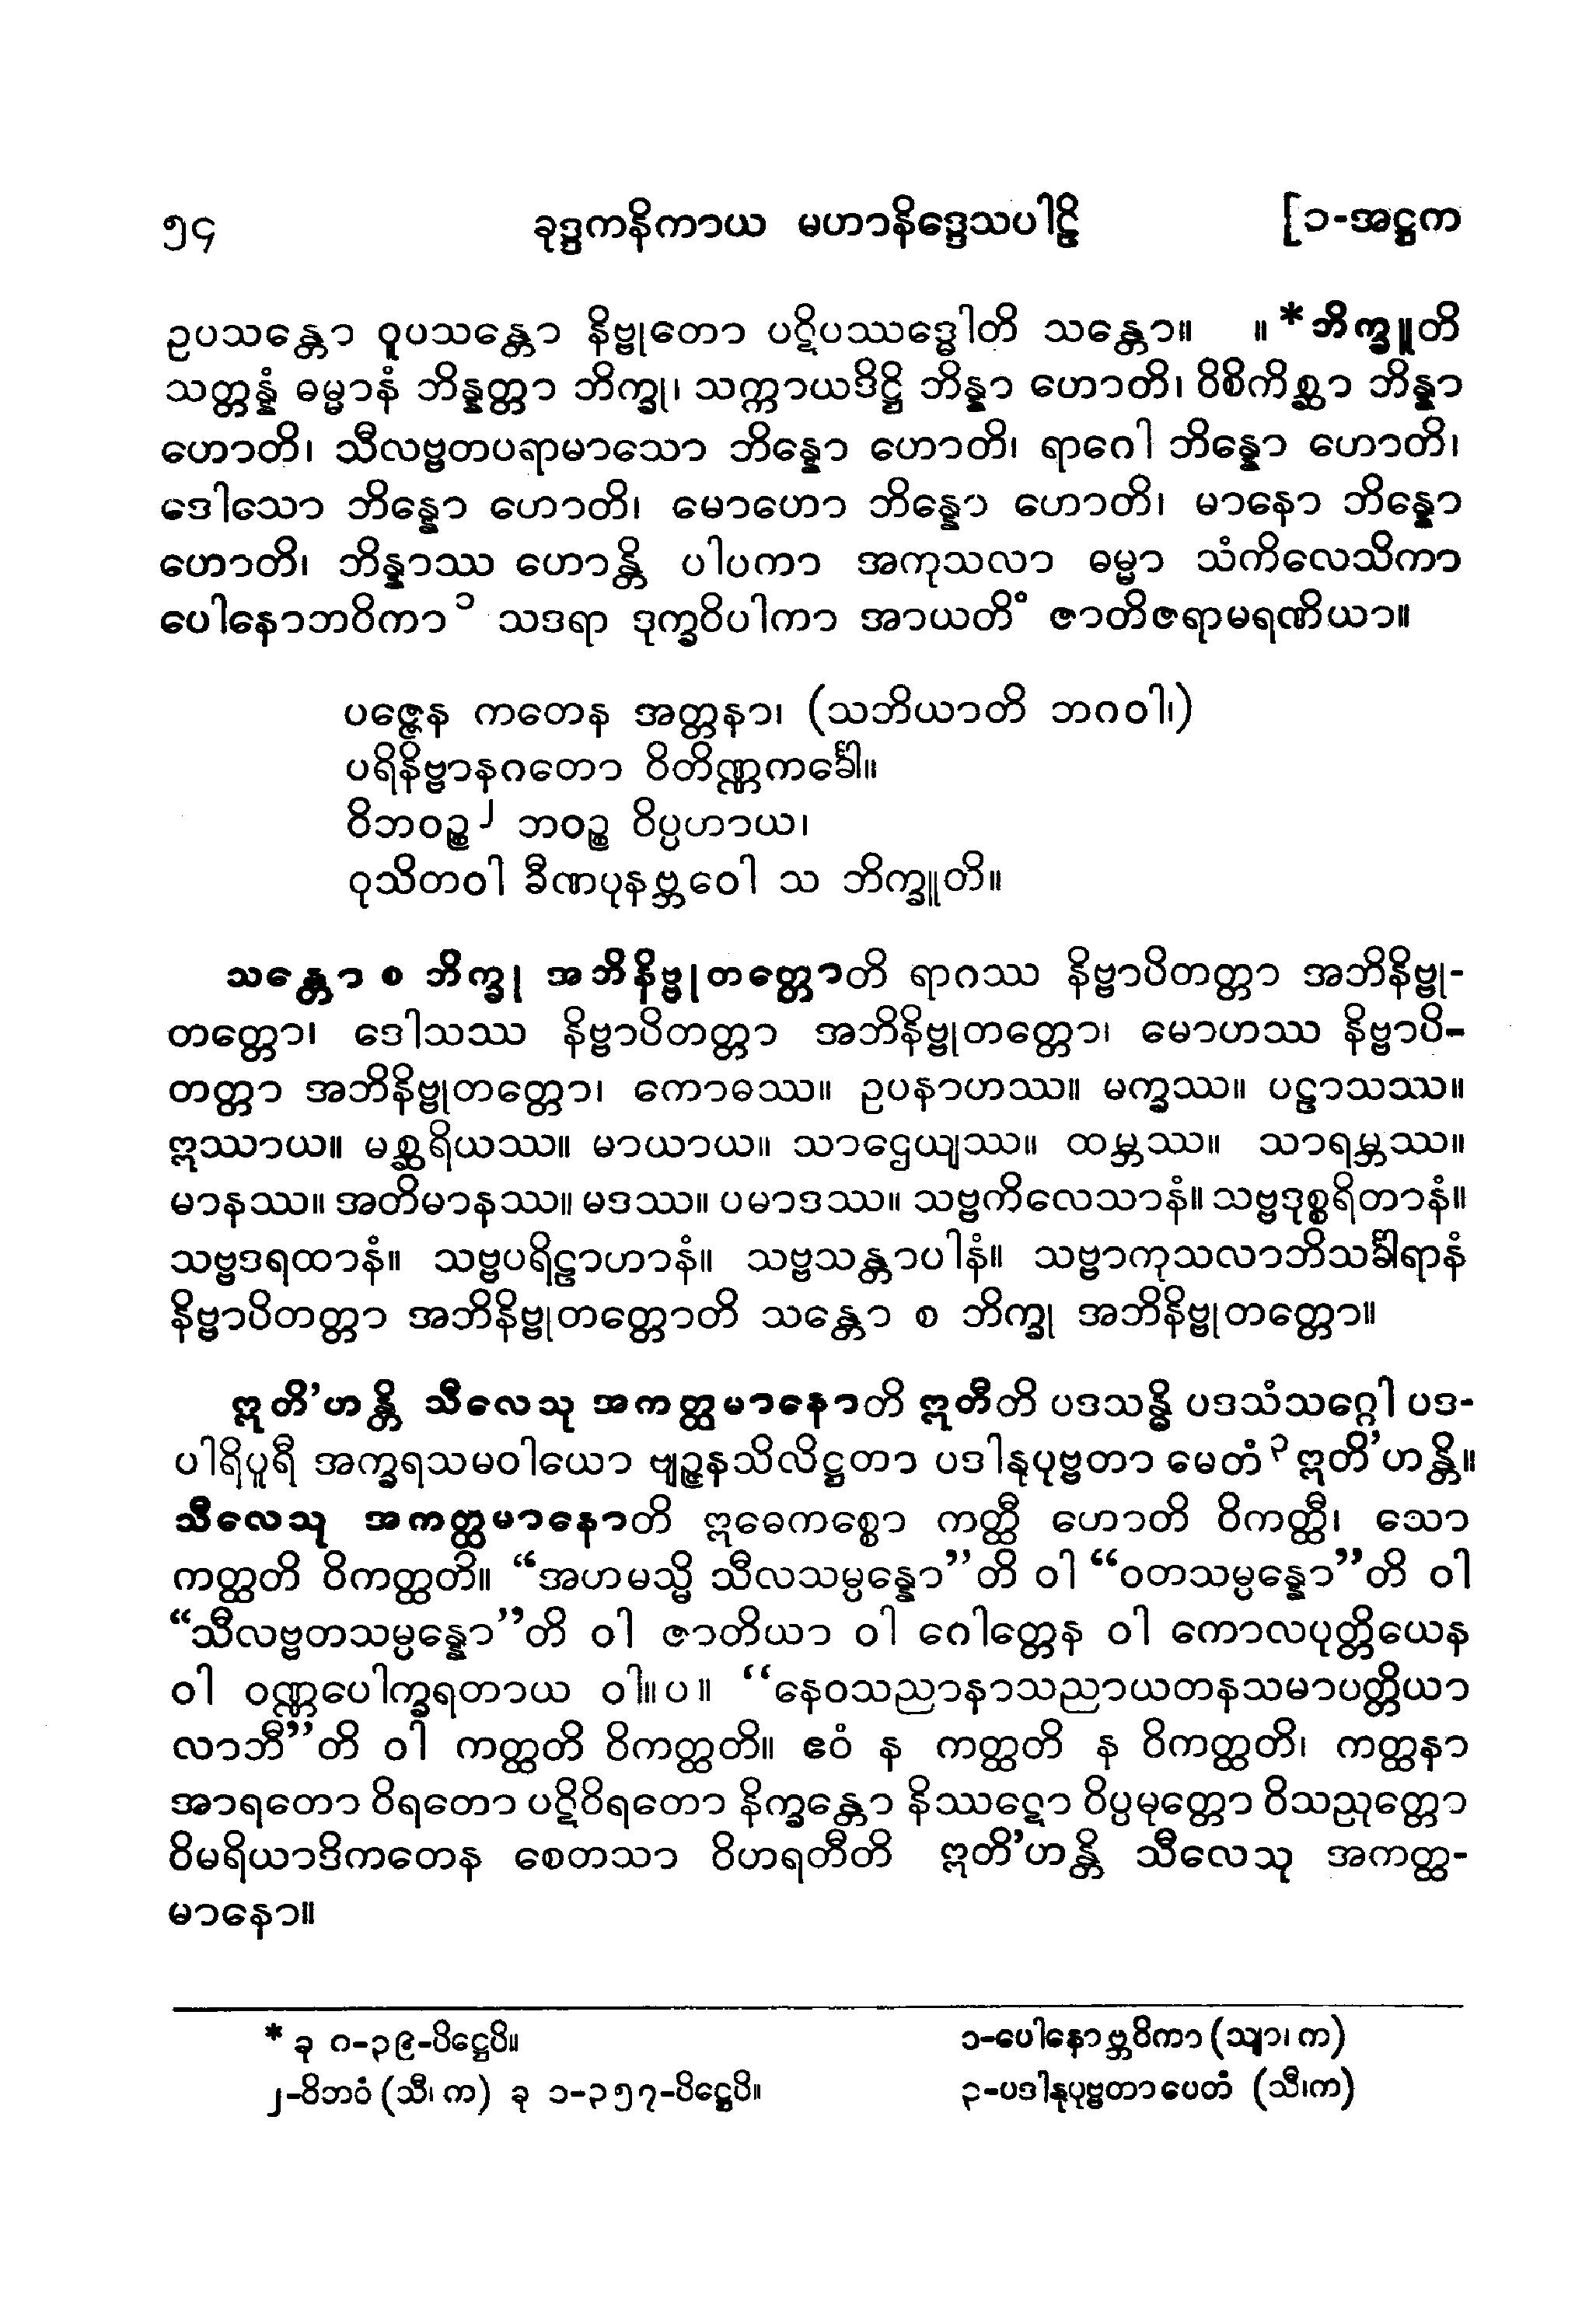 ၅၄ ခုဒ္ဒကနိကာယ မဟာနိဒ္ဒေသပါဠိ [၁-အဋ္ဌက
ဥပသန္တော ဝူပသန္တော နိဗ္ဗုတော ပဋိပဿဒ္ဓေါတိ သန္တော။ ။*ဘိက္ခူတိ
သတ္တန္နံ ဓမ္မာနံ ဘိန္နတ္တာ ဘိက္ခု၊ သက္ကာယဒိဋ္ဌိ ဘိန္နာ ဟောတိ၊ ဝိစိကိစ္ဆာ ဘိန္နာ
ဟောတိ၊ သီလဗ္ဗတပရာမာသော ဘိန္နော ဟောတိ၊ ရာဂေါ ဘိန္နော ဟောတိ၊
ဒေါသော ဘိန္နော ဟောတိ၊ မောဟော ဘိန္နော ဟောတိ၊ မာနော ဘိန္နော
ဟောတိ၊ ဘိန္နာဿ ဟောန္တိ ပါပကာ အကုသလာ ဓမ္မာ သံကိလေသိကာ
ပေါနောဘဝိကာ ၁ သဒရာ ဒုက္ခဝိပါကာ အာယတိံ ဇာတိဇရာမရဏိယာ။
ပဇ္ဇေန ကတေန အတ္တနာ၊ (သဘိယာတိ ဘဂဝါ၊)
ပရိနိဗ္ဗာနဂတော ဝိတိဏ္ဏကင်္ခေါ။
ဝိဘဝဉ္စ ၂ ဘဝဉ္စ ဝိပ္ပဟာယ၊
ဝုသိတဝါ ခီဏပုနဗ္ဘဝေါ သ ဘိက္ခူတိ။
သန္တော စ ဘိက္ခု အဘိနိဗ္ဗုတတ္တောတိ ရာဂဿ နိဗ္ဗာပိတတ္တာ အဘိနိဗ္ဗု-
တတ္တော၊ ဒေါသဿ နိဗ္ဗာပိတတ္တာ အဘိနိဗ္ဗုတတ္တော၊ မောဟဿ နိဗ္ဗာပိ-
တတ္တာ အဘိနိဗ္ဗုတတ္တော၊ ကောဓဿ။ ဥပနာဟဿ။ မက္ခဿ။ ပဠာသဿ။
ဣဿာယ။ မစ္ဆရိယဿ။ မာယာယ။ သာဌေယျဿ။ ထမ္ဘဿ။ သာရမ္ဘဿ။
မာနဿ။ အတိမာနဿ။ မဒဿ။ ပမာဒဿ။ သဗ္ဗကိလေသာနံ။ သဗ္ဗဒုစ္စရိတာနံ။
သဗ္ဗဒရထာနံ။ သဗ္ဗပရိဠာဟာနံ။ သဗ္ဗသန္တာပါနံ။ သဗ္ဗာကုသလာဘိသင်္ခါရာနံ
နိဗ္ဗာပိတတ္တာ အဘိနိဗ္ဗုတတ္တောတိ သန္တော စ ဘိက္ခု အဘိနိဗ္ဗုတတ္တော။
ဣတိ’ဟန္တိ သီလေသု အကတ္ထမာနောတိ ဣတီတိ ပဒသန္ဓိ ပဒသံသဂ္ဂေါ ပဒ-
ပါရိပူရီ အက္ခရသမဝါယော ဗျဉ္ဇနသိလိဋ္ဌတာ ပဒါနုပုဗ္ဗတာ မေတံ ၃ ဣတိ’ဟန္တိ။
သီလေသု အကတ္ထမာနောတိ ဣဓေကစ္စော ကတ္ထီ ဟောတိ ဝိကတ္ထီ၊ သော
ကတ္ထတိ ဝိကတ္ထတိ။ “အဟမသ္မိ သီလသမ္ပန္နော”တိ ဝါ “ဝတသမ္ပန္နော”တိ ဝါ
“သီလဗ္ဗတသမ္ပန္နော”တိ ဝါ ဇာတိယာ ဝါ ဂေါတ္တေန ဝါ ကောလပုတ္တိယေန
ဝါ ဝဏ္ဏပေါက္ခရတာယ ဝါ။ပ။ “နေဝသညာနာသညာယတနသမာပတ္တိယာ
လာဘီ”တိ ဝါ ကတ္ထတိ ဝိကတ္ထတိ။ ဧဝံ န ကတ္ထတိ န ဝိကတ္ထတိ၊ ကတ္ထနာ
အာရတော ဝိရတော ပဋိဝိရတော နိက္ခန္တော နိဿဋော ဝိပ္ပမုတ္တော ဝိသညုတ္တော
ဝိမရိယာဒိကတေန စေတသာ ဝိဟရတီတိ ဣတိ’ဟန္တိ သီလေသု အကတ္ထ-
မာနော။
* ခု ၈-၃၉-ပိဋ္ဌေပိ။ ၁-ပေါနောဗ္ဘဝိကာ (သျာ၊ က)
၂-ဝိဘဝံ (သီ၊ က) ခု ၁-၃၅၇-ပိဋ္ဌေပိ။ ၃-ပဒါနုပုဗ္ဗတာပေတံ (သီ၊က)